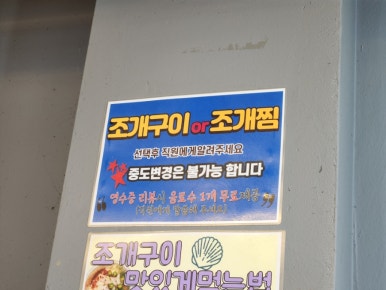 조개구이 or 조개찜
선택후 직원에게알려주세요
중도변경은 불가능 합니다
영수증 리뷰시 음료수 1개 무료제공
조개구이
맛있게먹는법